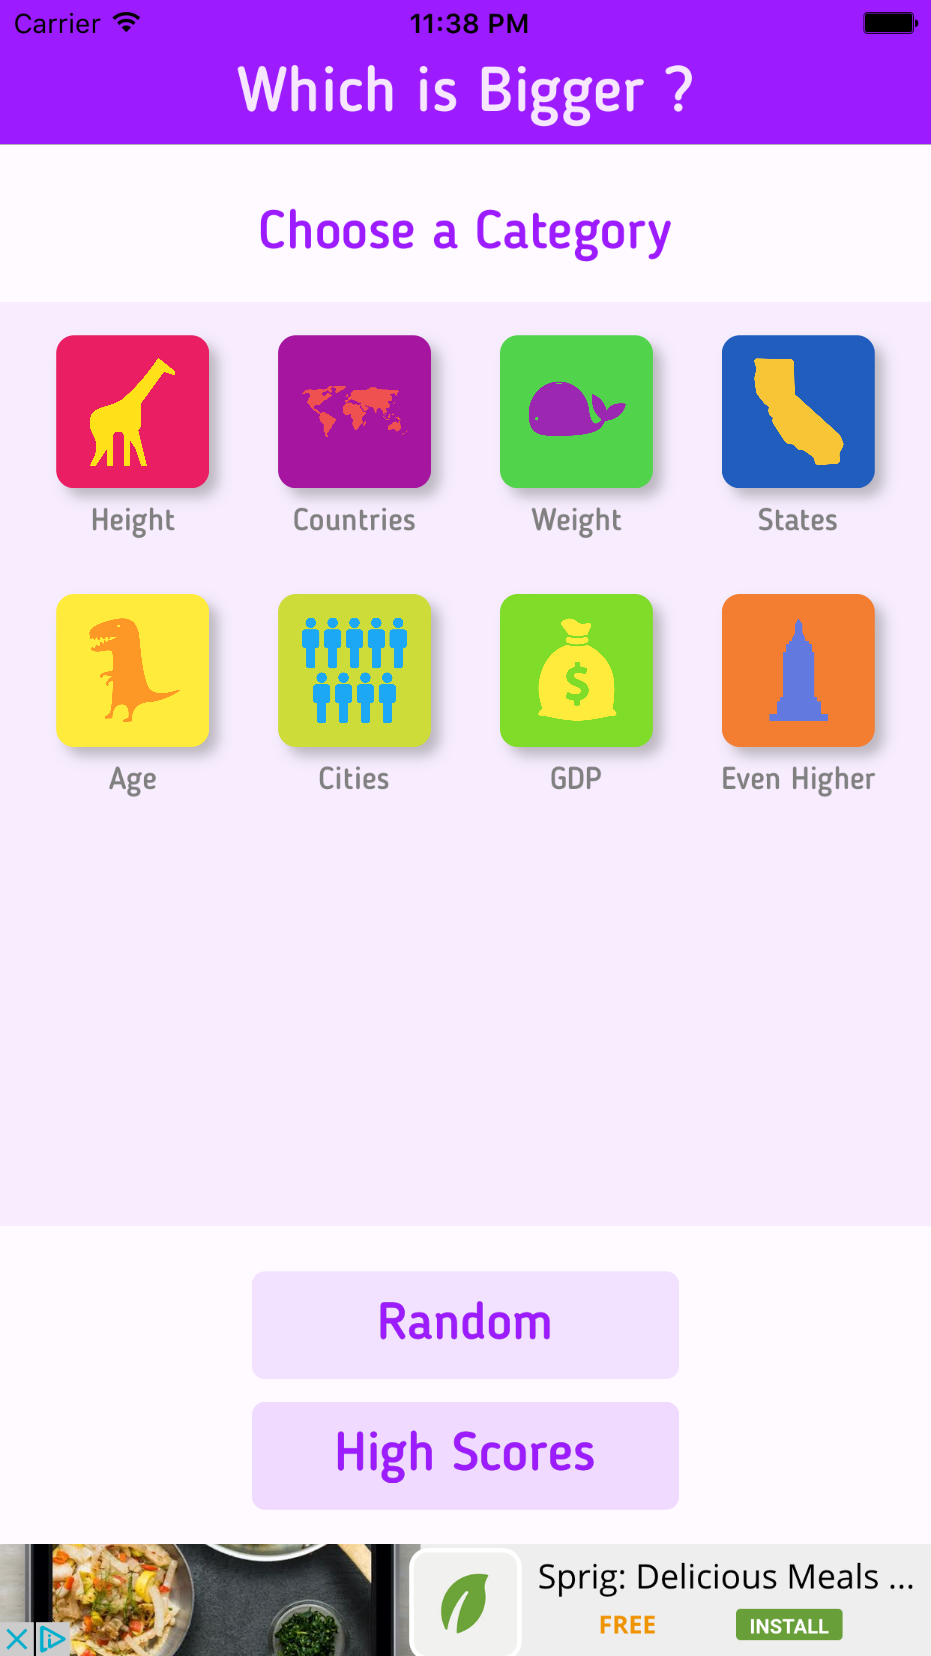 Carrier 11:38 PM
Which is Bigger ?
Choose a Category
Height Countries Weight States
$
Age Cities GDP Even Higher
Random
High Scores
Sprig: Delicious Meals ...
FREE INSTALL